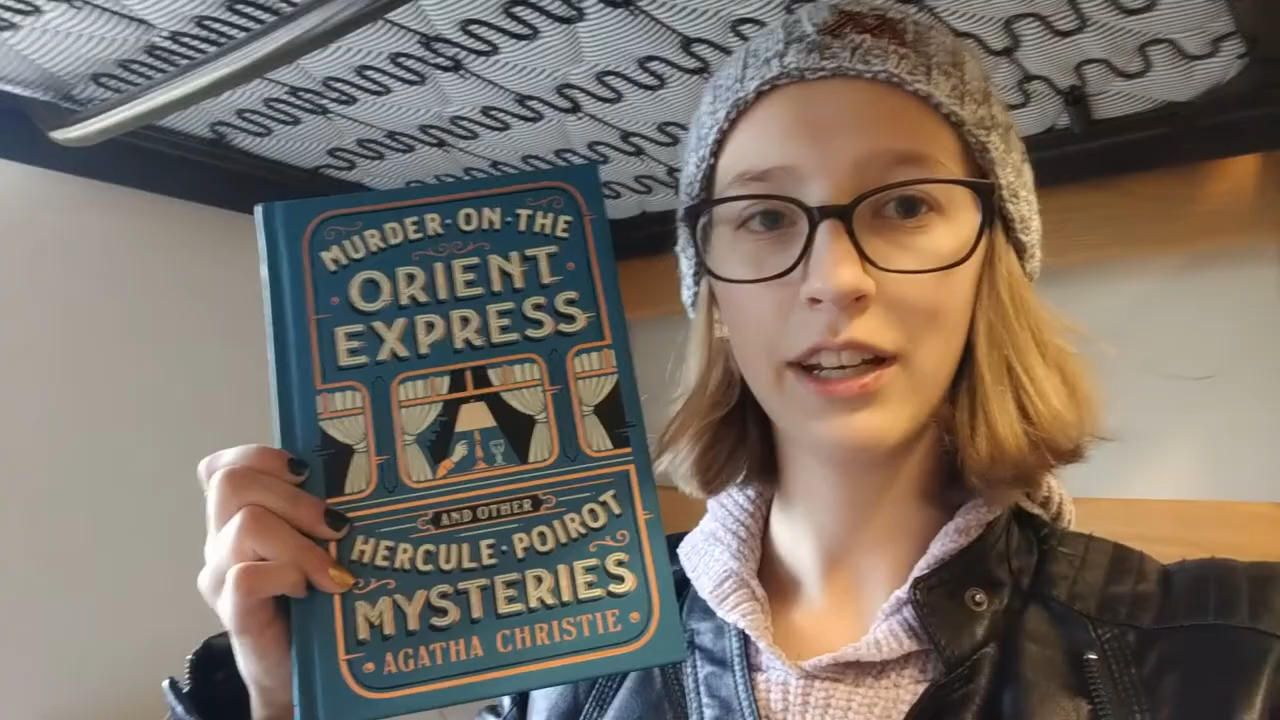 MURDER-ON-THE
ORIENT
EXPRESS
AND OTHER
HERCULE·POIROT
MYSTERIES
·AGATHA CHRISTIE·